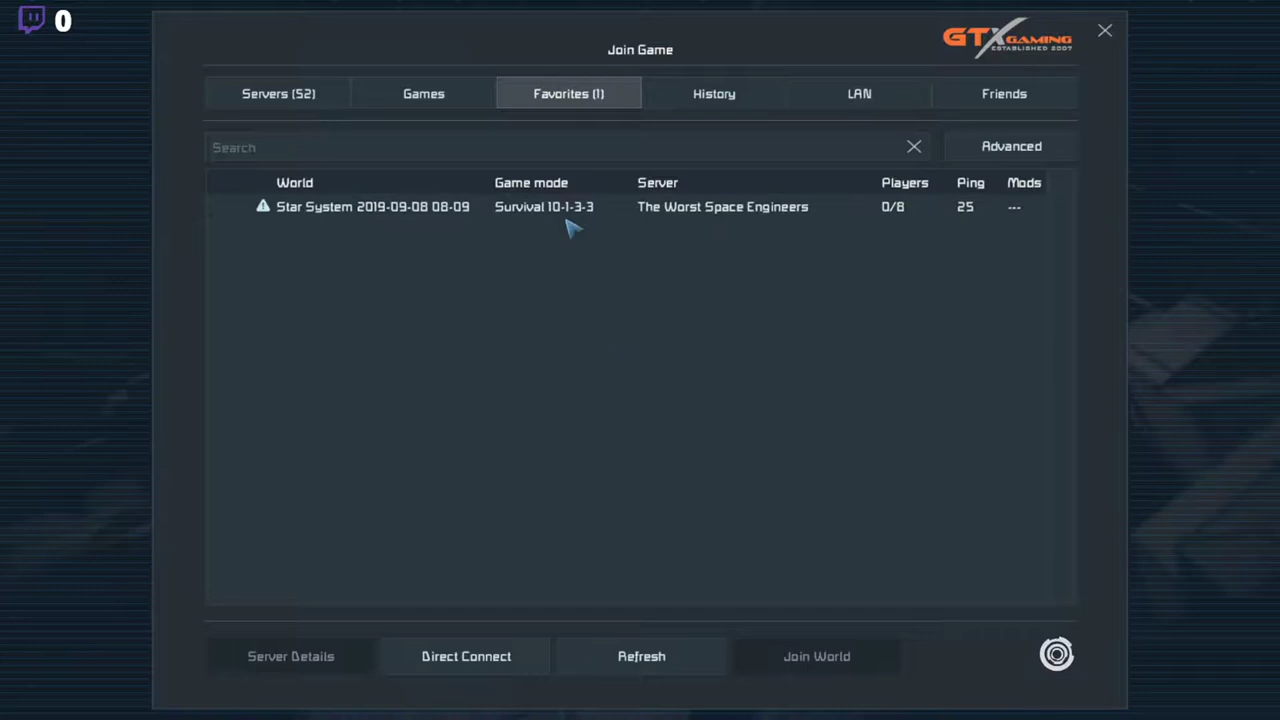 0
Join Game
GTXGAMING
ESTABLISHED 2007
Servers (52) Games Favorites (1) History LAN Friends
Search Advanced
World Game mode Server Players Ping Mods
Star System 2019-09-08 08-09 Survival 10-1-3-3 The Worst Space Engineers 0/8 25 ---
Server Details Direct Connect Refresh Join World